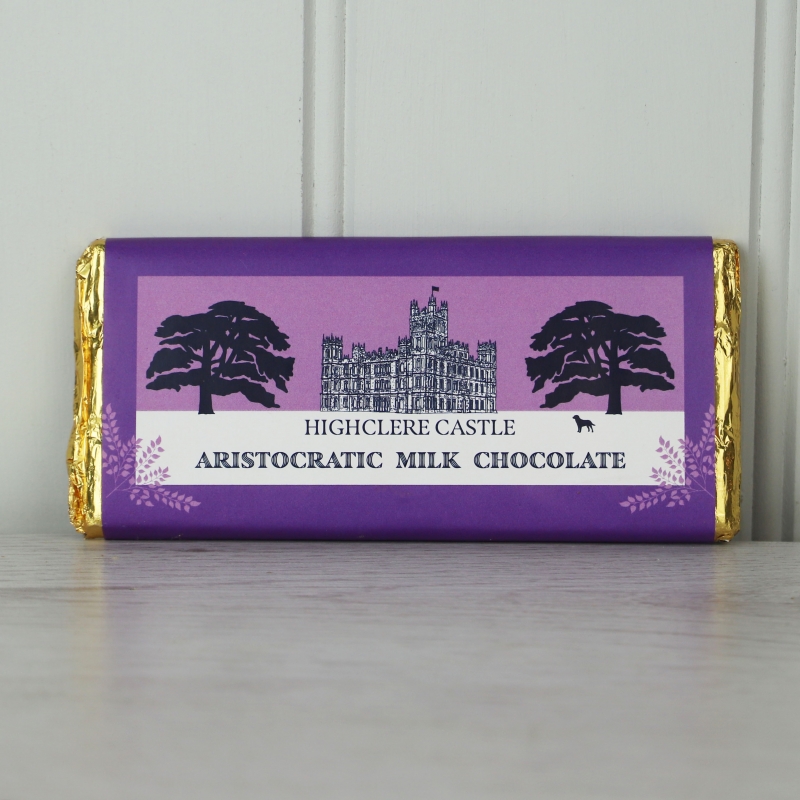 HIGHCLERE CASTLE
ARISTOCRATIC MILK CHOCOLATE